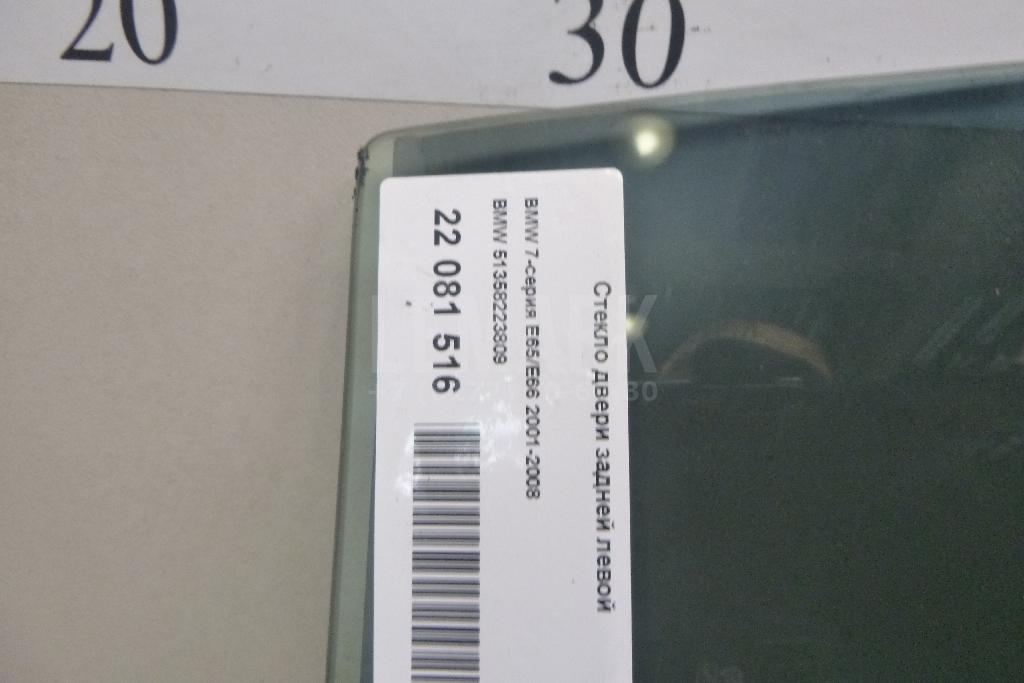 20 30
Стекло двери задней левой
BMW 7-серия E65/E66 2001-2008
BMW 51358223809
22 081 516